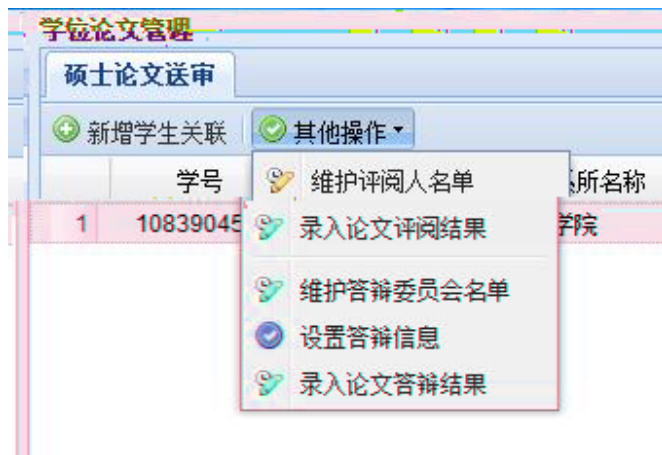 学位论文管理
硕士论文送审
新增学生关联 其他操作
学号 所名称
1 10839045 学院
维护评阅人名单
录入论文评阅结果
维护答辩委员会名单
设置答辩信息
录入论文答辩结果